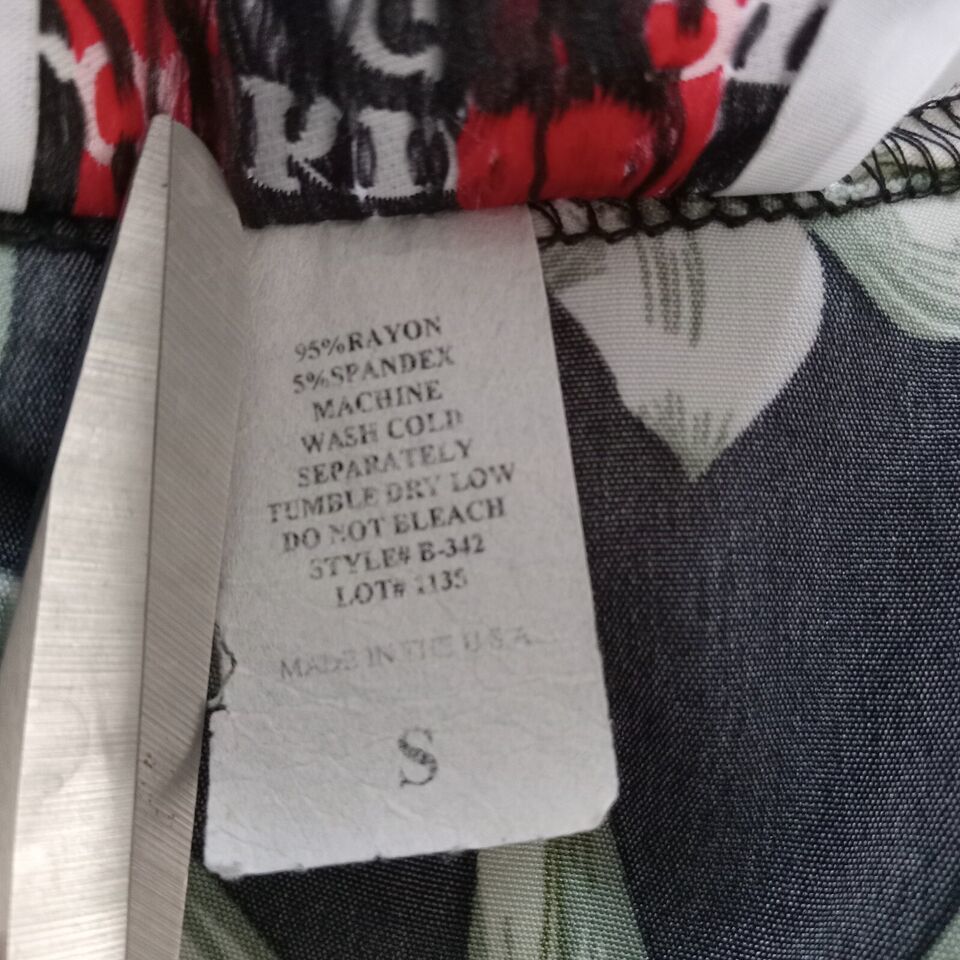 95%RAYON
5%SPANDEX
MACHINE
WASH COLD
SEPARATELY
TUMBLE DRY LOW
DO NOT BLEACH
STYLE# B-342
LOT# 1135
MADE IN THE U.S.A.
S